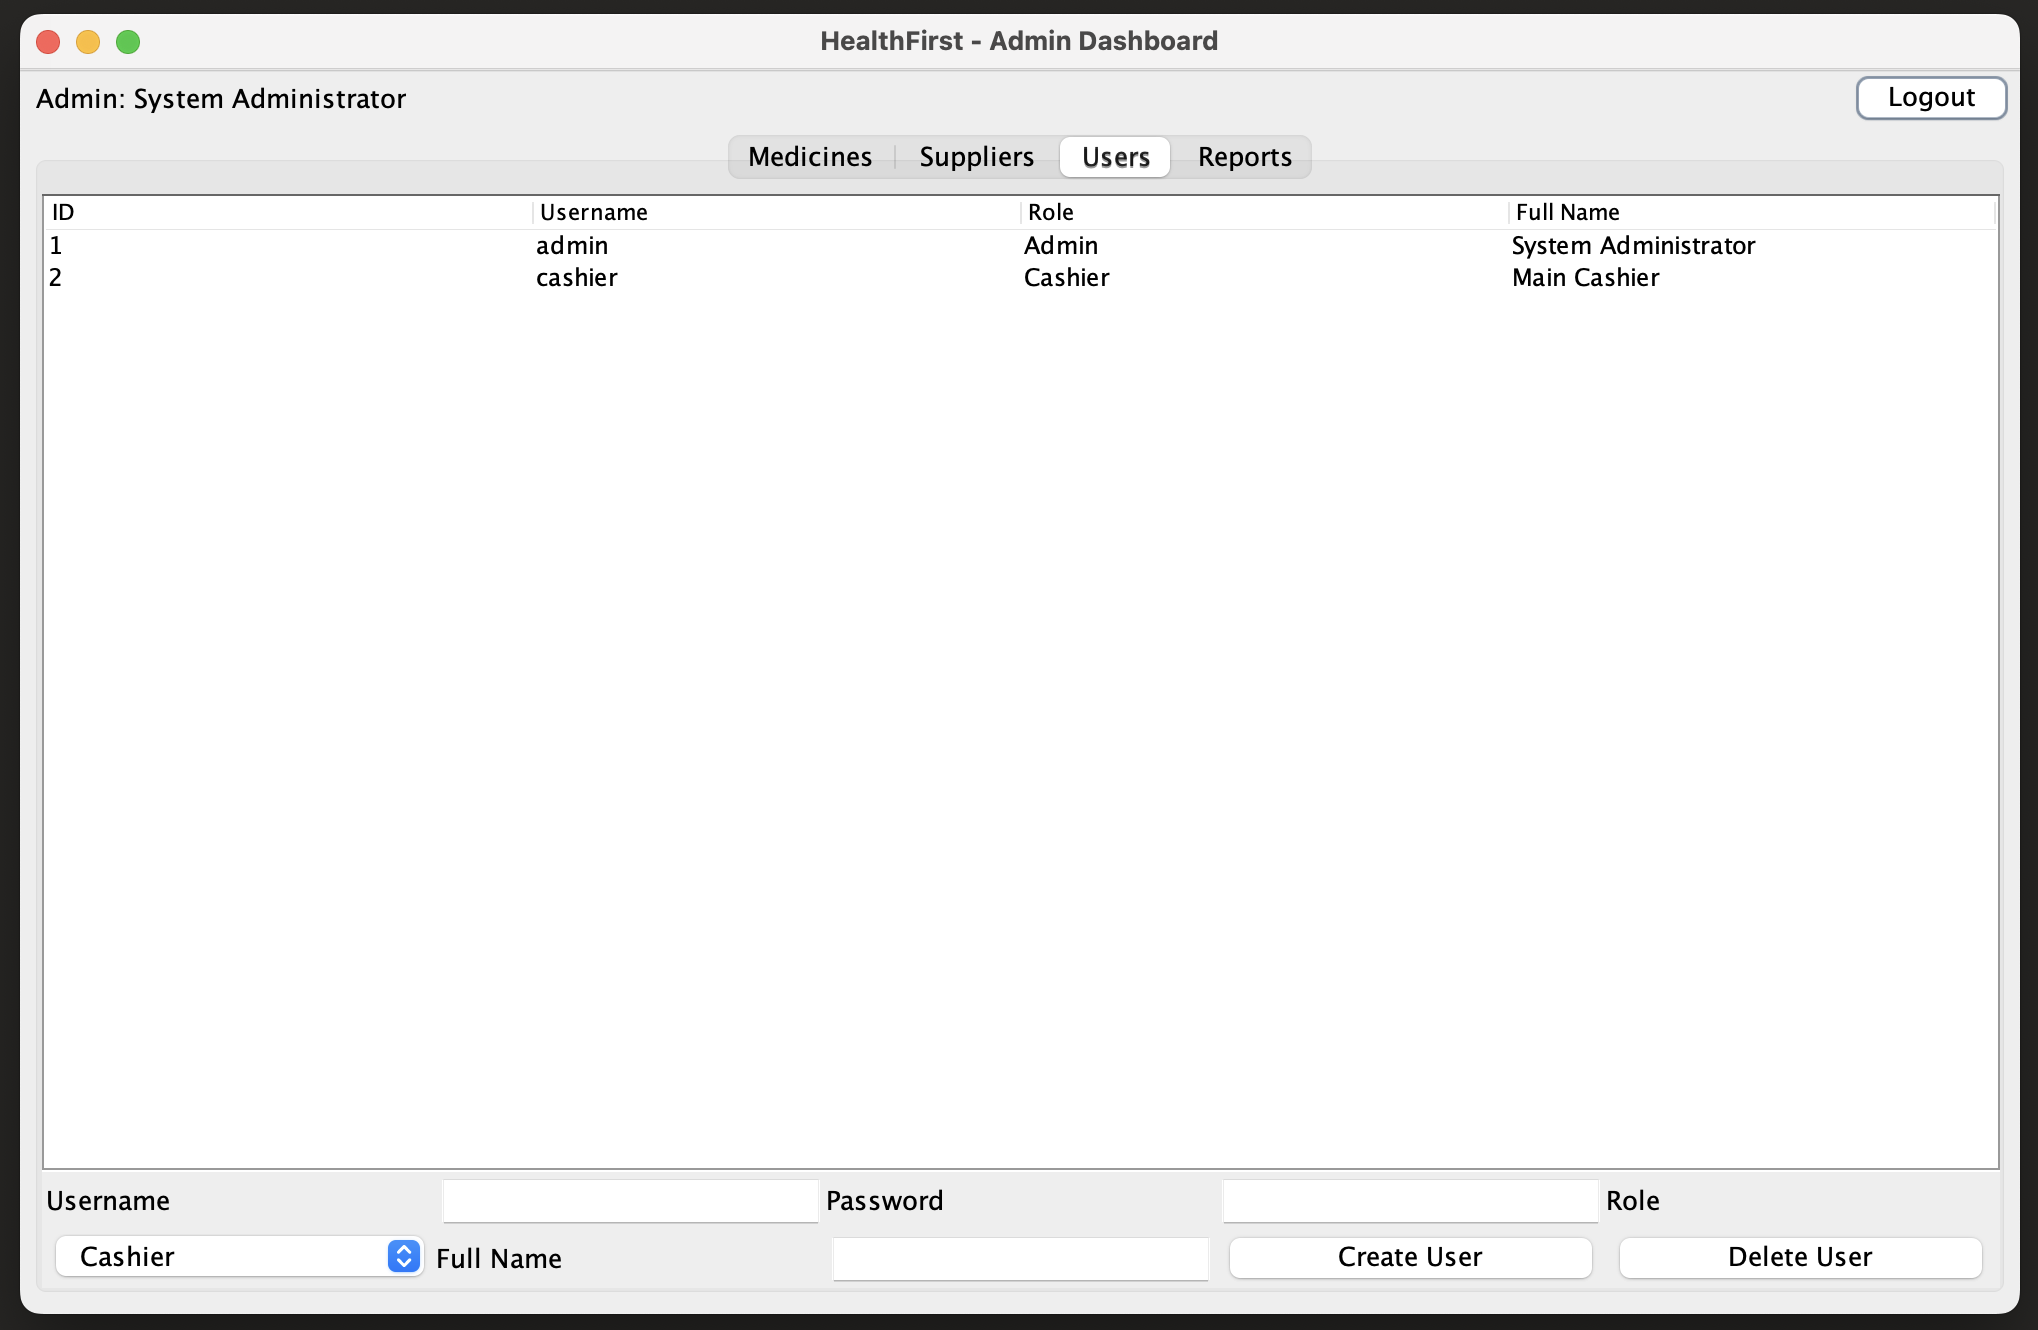 HealthFirst - Admin Dashboard
Admin: System Administrator Logout
Medicines Suppliers Users Reports
ID Username Role Full Name
1 admin Admin System Administrator
2 cashier Cashier Main Cashier
Username Password Role
Cashier Full Name Create User Delete User